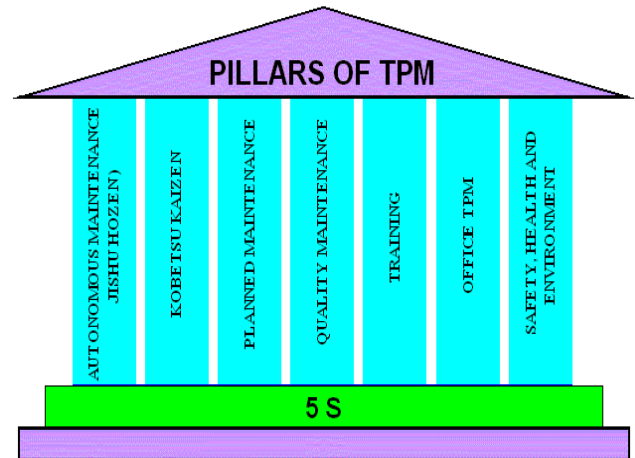 PILLARS OF TPM
AUTONOMOUS MAINTENANCE
JISHU HOZEN)
KOBETSU KAIZEN
PLANNED MAINTENANCE
QUALITY MAINTENANCE
TRAINING
OFFICE TPM
SAFETY, HEALTH AND
ENVIRONMENT
5 S